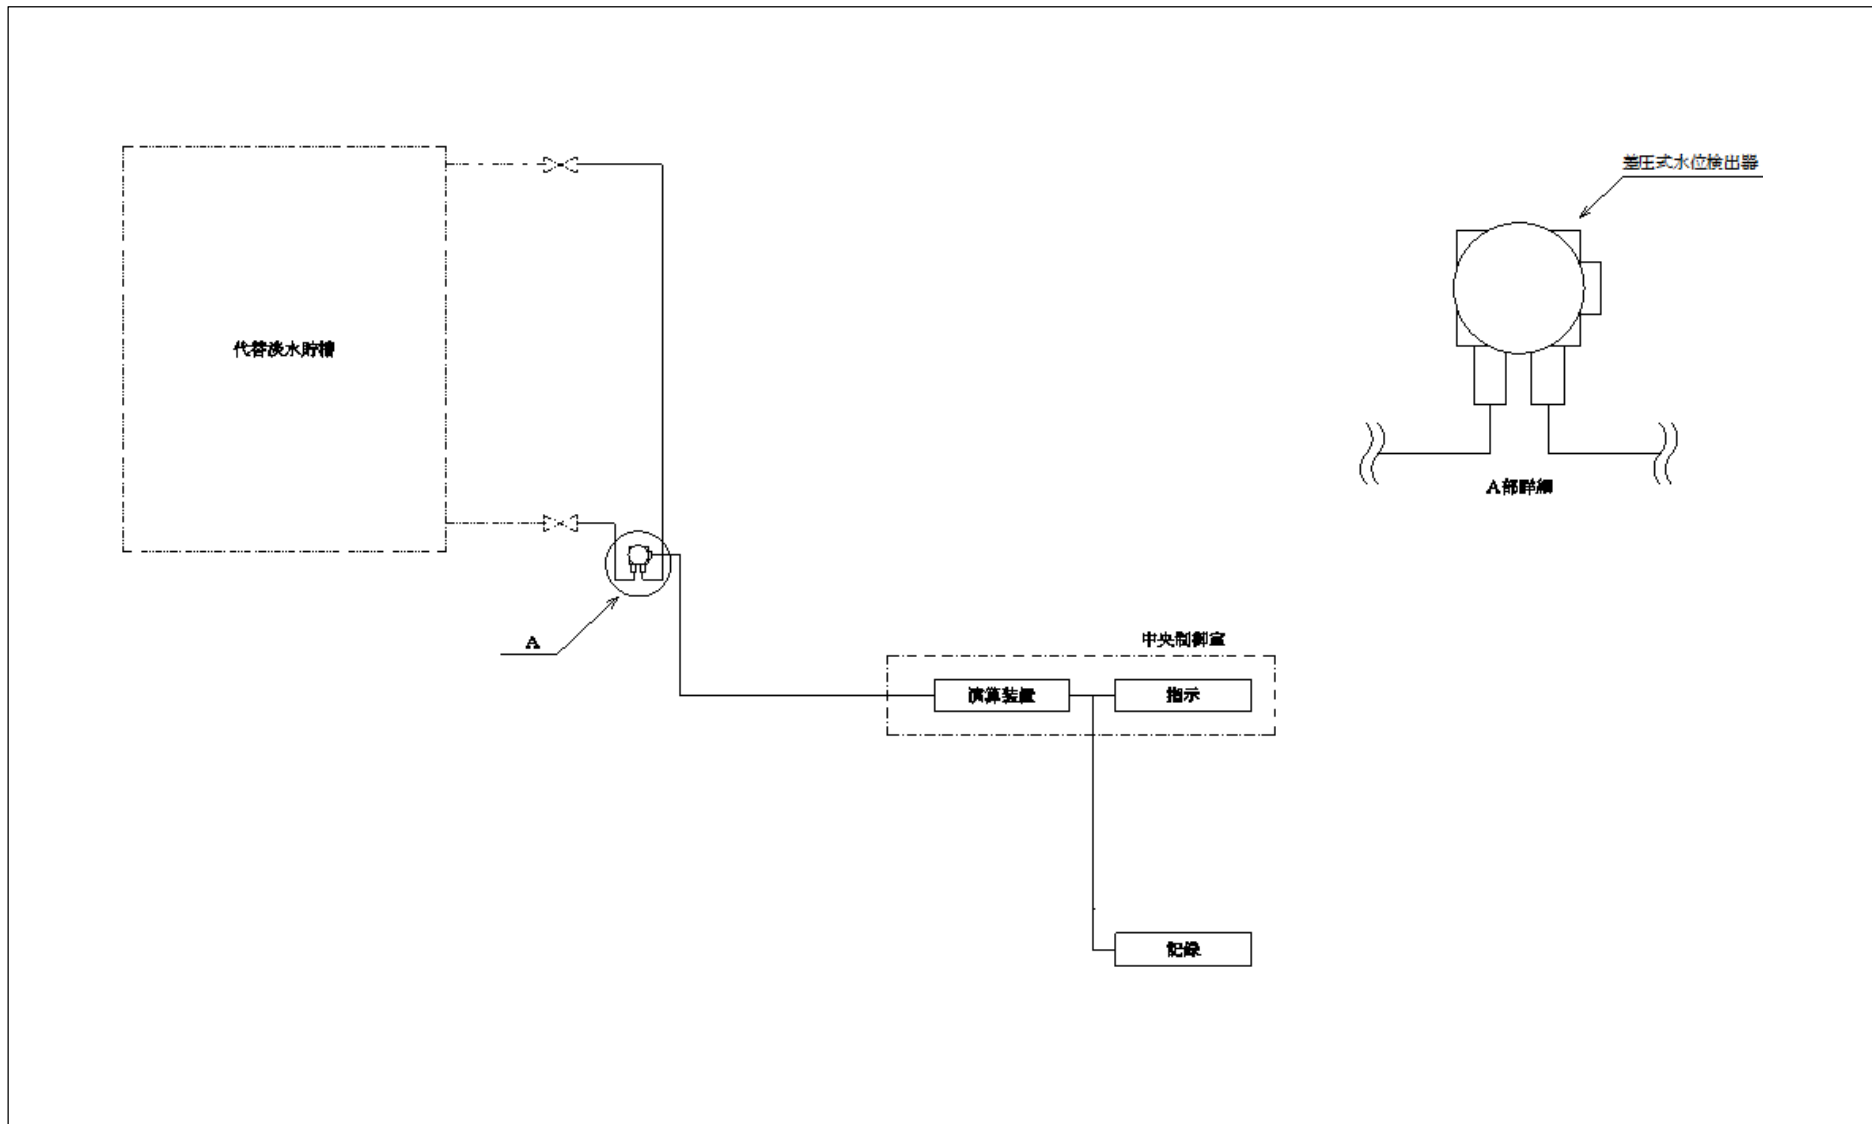 差圧式水位検出器
代替淡水貯槽
A部詳細
A
中央制御室
演算装置
指示
記録